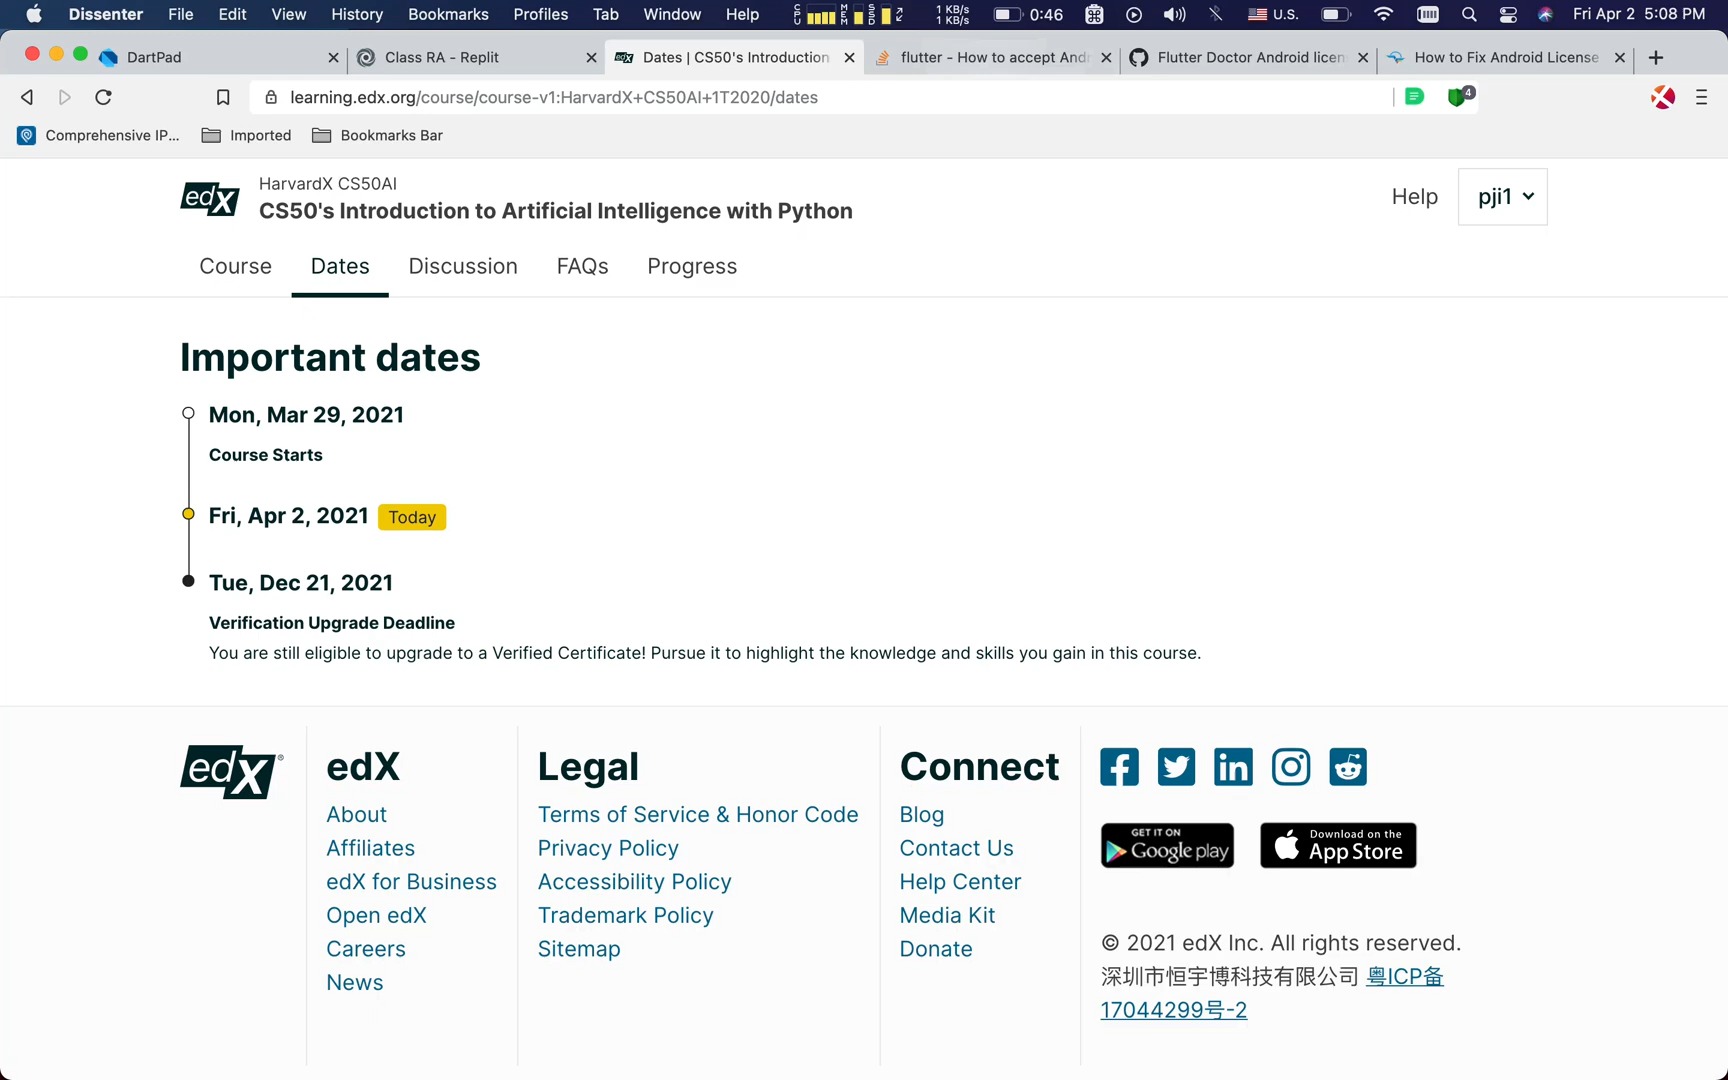 Dissenter File Edit View History Bookmarks Profiles Tab Window Help CPU MEM SSD 1 KB/s 1 KB/s 0:46 U.S. Fri Apr 2 5:08 PM
DartPad Class RA - Replit Dates | CS50's Introduction flutter - How to accept Andr Flutter Doctor Android licen How to Fix Android License
learning.edx.org/course/course-v1:HarvardX+CS50AI+1T2020/dates 4
Comprehensive IP... Imported Bookmarks Bar
edX HarvardX CS50AI
CS50's Introduction to Artificial Intelligence with Python
Help pji1
Course Dates Discussion FAQs Progress
Important dates
Mon, Mar 29, 2021
Course Starts
Fri, Apr 2, 2021 Today
Tue, Dec 21, 2021
Verification Upgrade Deadline
You are still eligible to upgrade to a Verified Certificate! Pursue it to highlight the knowledge and skills you gain in this course.
edX®
edX
About
Affiliates
edX for Business
Open edX
Careers
News
Legal
Terms of Service & Honor Code
Privacy Policy
Accessibility Policy
Trademark Policy
Sitemap
Connect
Blog
Contact Us
Help Center
Media Kit
Donate
GET IT ON
Google play
Download on the
App Store
© 2021 edX Inc. All rights reserved.
深圳市恒宇博科技有限公司 粤ICP备
17044299号-2